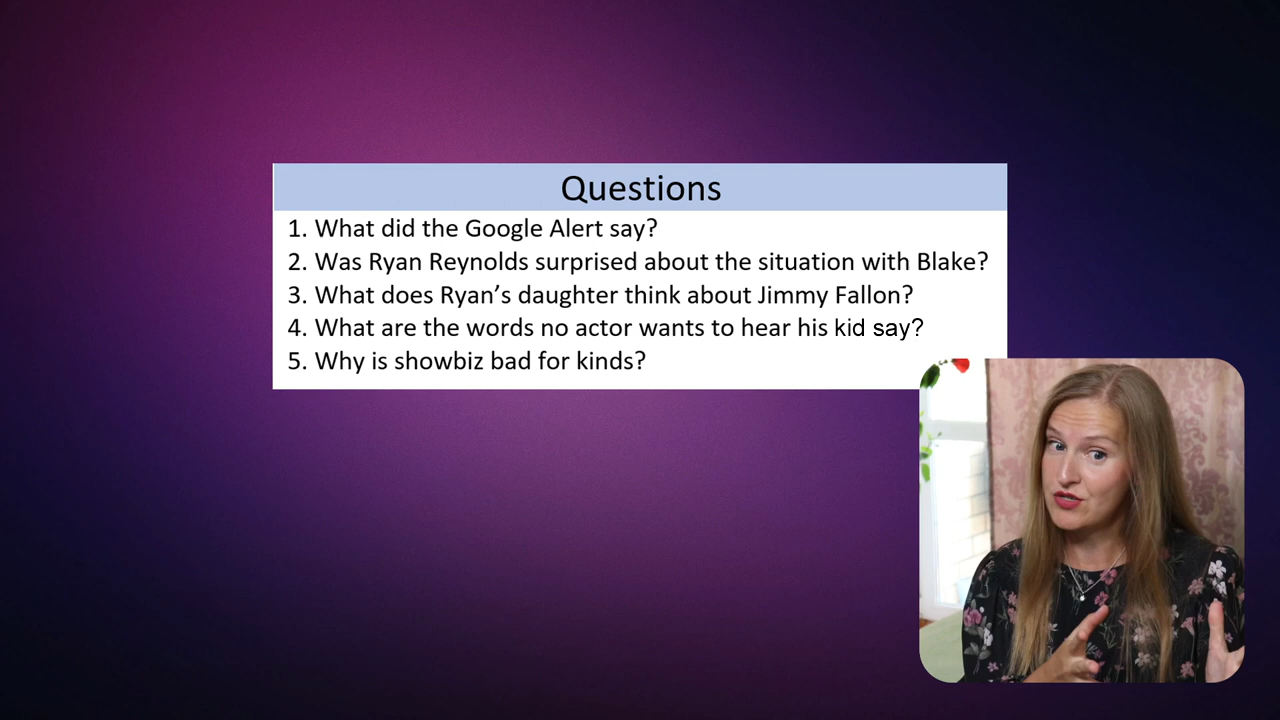 Questions
1. What did the Google Alert say?
2. Was Ryan Reynolds surprised about the situation with Blake?
3. What does Ryan’s daughter think about Jimmy Fallon?
4. What are the words no actor wants to hear his kid say?
5. Why is showbiz bad for kinds?